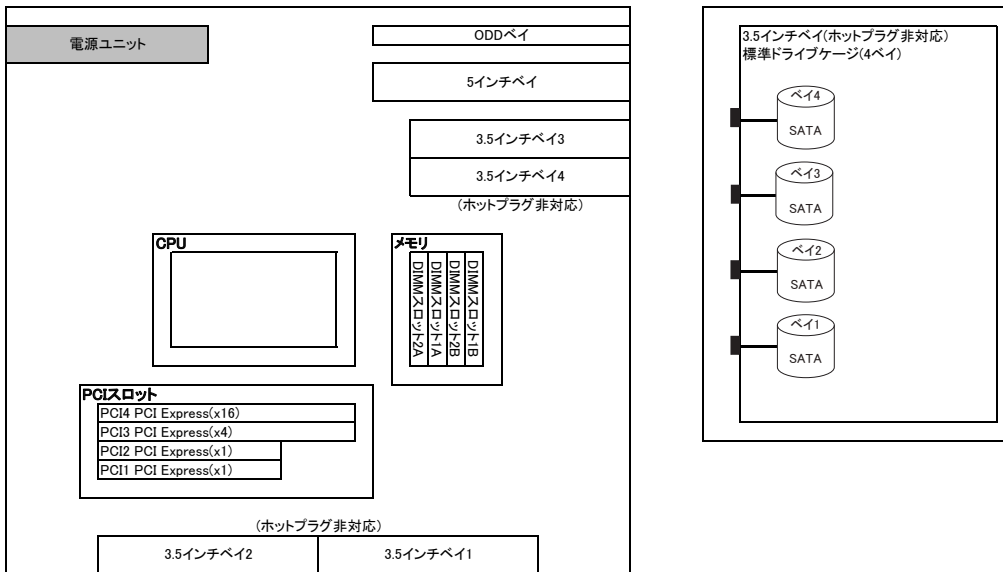 電源ユニット
ODDベイ
5インチベイ
3.5インチベイ3
3.5インチベイ4
(ホットプラグ非対応)
CPU
メモリ
DIMMスロット2A
DIMMスロット1A
DIMMスロット2B
DIMMスロット1B
PCIスロット
PCI4 PCI Express(x16)
PCI3 PCI Express(x4)
PCI2 PCI Express(x1)
PCI1 PCI Express(x1)
(ホットプラグ非対応)
3.5インチベイ2
3.5インチベイ1
3.5インチベイ(ホットプラグ非対応)
標準ドライブケージ(4ベイ)
ベイ4
SATA
ベイ3
SATA
ベイ2
SATA
ベイ1
SATA